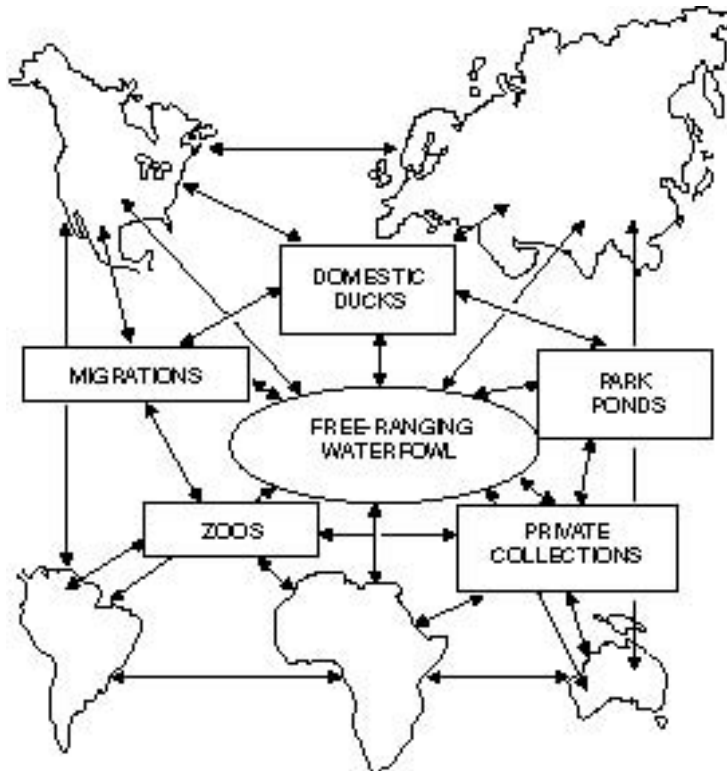 DOMESTIC
DUCKS
MIGRATIONS
PARK
PONDS
FREE-RANGING
WATERFOWL
ZOOS
PRIVATE
COLLECTIONS